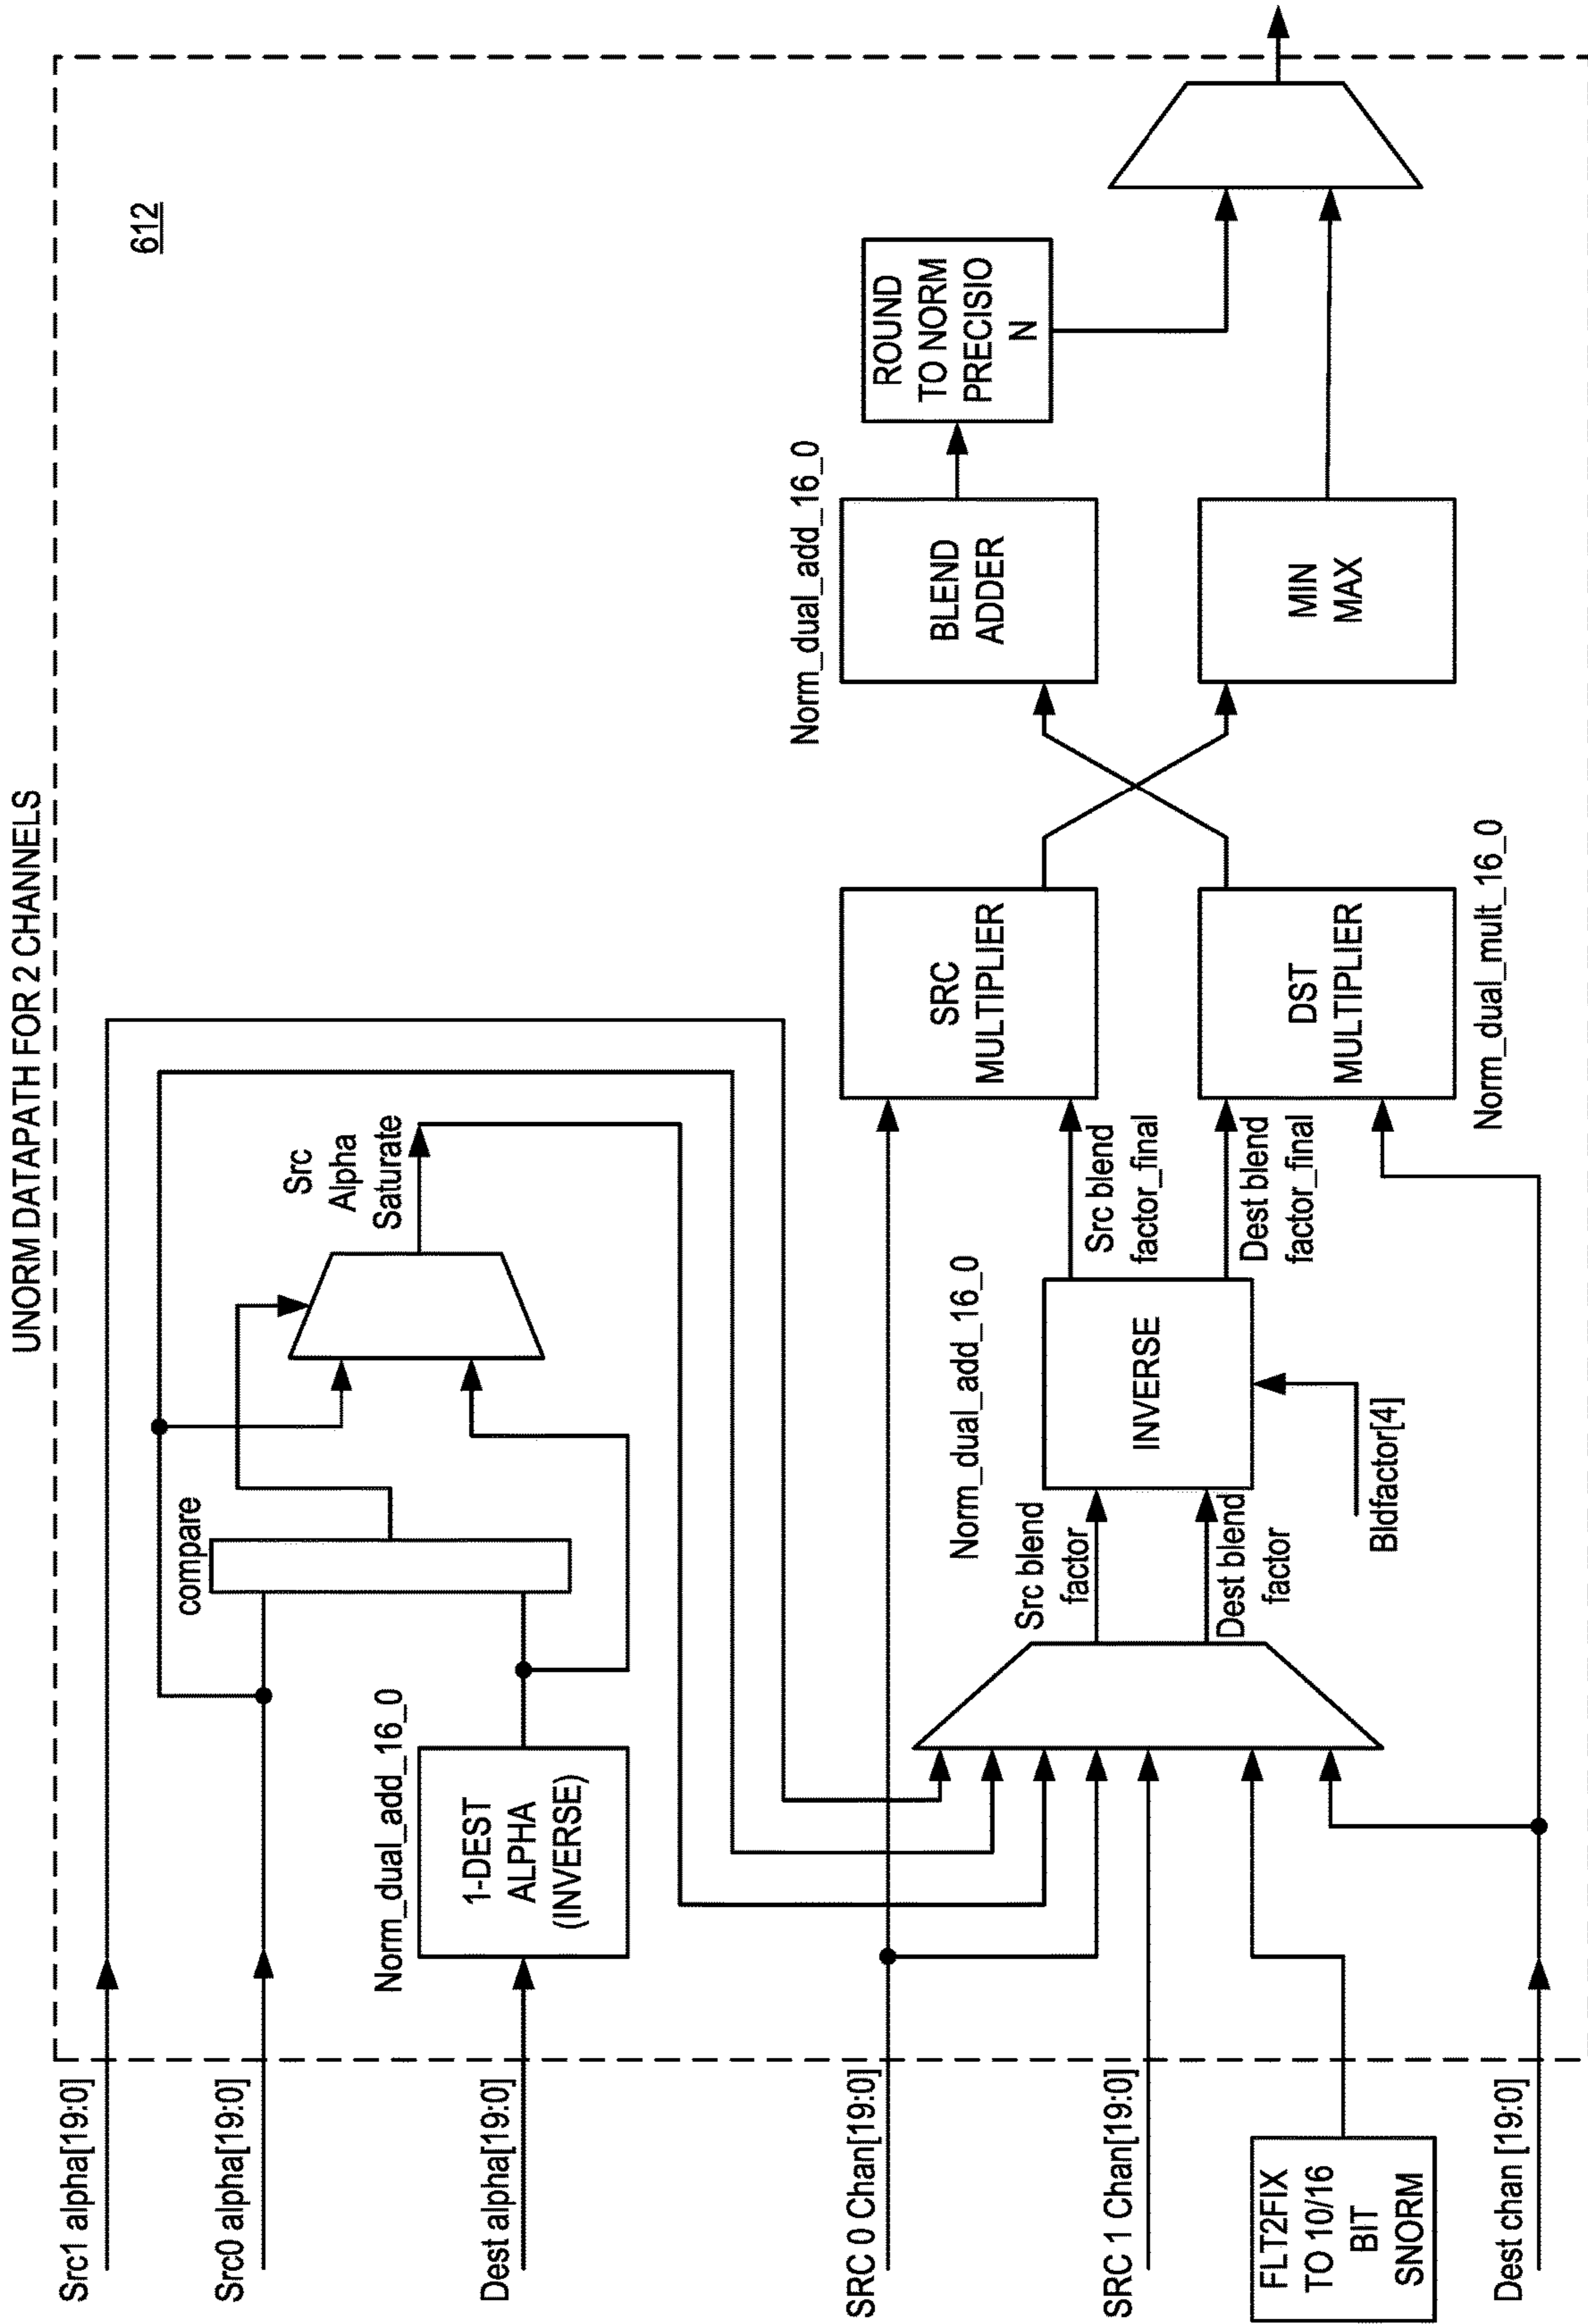 UNORM DATAPATH FOR 2 CHANNELS
612
Src1 alpha[19:0]
Src0 alpha[19:0]
Dest alpha[19:0]
Norm_dual_add_16_0
1-DEST
ALPHA
(INVERSE)
compare
Src
Alpha
Saturate
SRC 0 Chan[19:0]
SRC 1 Chan[19:0]
FLT2FIX
TO 10/16
BIT
SNORM
Dest chan [19:0]
Src blend
factor
Dest blend
factor
Norm_dual_add_16_0
INVERSE
Bldfactor[4]
Src blend
factor_final
Dest blend
factor_final
SRC
MULTIPLIER
DST
MULTIPLIER
Norm_dual_mult_16_0
Norm_dual_add_16_0
BLEND
ADDER
MIN
MAX
ROUND
TO NORM
PRECISIO
N